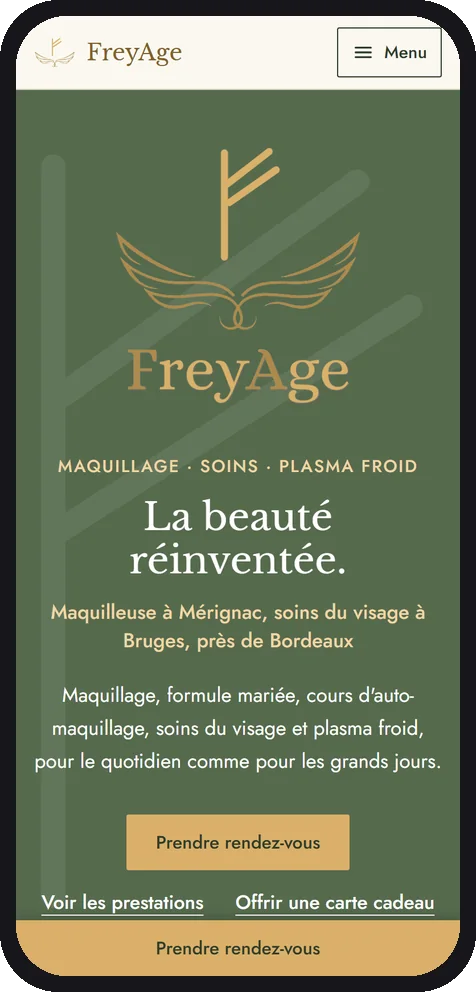 FreyAge
Menu
FreyAge
MAQUILLAGE · SOINS · PLASMA FROID
La beauté
réinventée.
Maquilleuse à Mérignac, soins du visage à
Bruges, près de Bordeaux
Maquillage, formule mariée, cours d'auto-
maquillage, soins du visage et plasma froid,
pour le quotidien comme pour les grands jours.
Prendre rendez-vous
Voir les prestations
Offrir une carte cadeau
Prendre rendez-vous